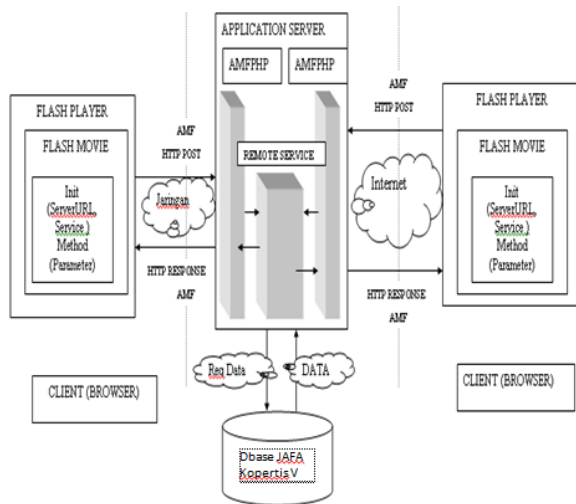 APPLICATION SERVER
AMFPHP
AMFPHP
REMOTE SERVICE
FLASH PLAYER
FLASH MOVIE
Init
(ServerURL,
Service)
Method
(Parameter)
CLIENT (BROWSER)
AMF
HTTP POST
Jaringan
HTTP RESPONSE
AMF
AMF
HTTP POST
Internet
HTTP RESPONSE
AMF
FLASH PLAYER
FLASH MOVIE
Init
(ServerURL,
Service)
Method
(Parameter)
CLIENT (BROWSER)
Req Data
DATA
Dbase JAFA
Kopertis V